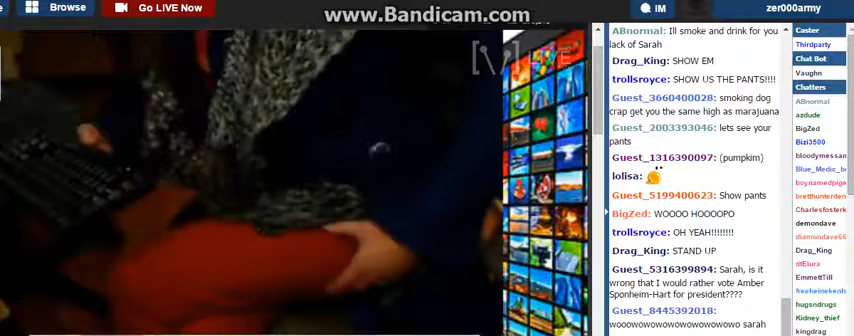 Browse
Go LIVE Now
www.Bandicam.com
IM
zer000army
LIVE
ABnormal: Ill smoke and drink for you
lack of Sarah
Drag_King: SHOW EM
trollsroyce: SHOW US THE PANTS!!!!
Guest_3660400028: smoking dog
crap get you the same high as marajuana
Guest_2003393046: lets see your
pants
Guest_1316390097: (pumpkim)
lolisa:
Guest_5199400623: Show pants
BigZed: WOOOO HOOOOPO
trollsroyce: OH YEAH!!!!!!!!
Drag_King: STAND UP
Guest_5316399894: Sarah, is it
wrong that I would rather vote Amber
Sponheim-Hart for president????
Guest_8445392018:
wooowowowowowowowowow sarah
Caster
Thirdparty
Chat Bot
Vaughn
Chatters
ABnormal
azdude
BigZed
Bizi3500
bloodymessan
Blue_Medic_b
boynamedpige
bretthunterden
Charlesfosterk
demondave
diamondave66
Drag_King
dtElura
EmmettTill
freeheinekenh
hugsndrugs
Kidney_thief
kingdrag